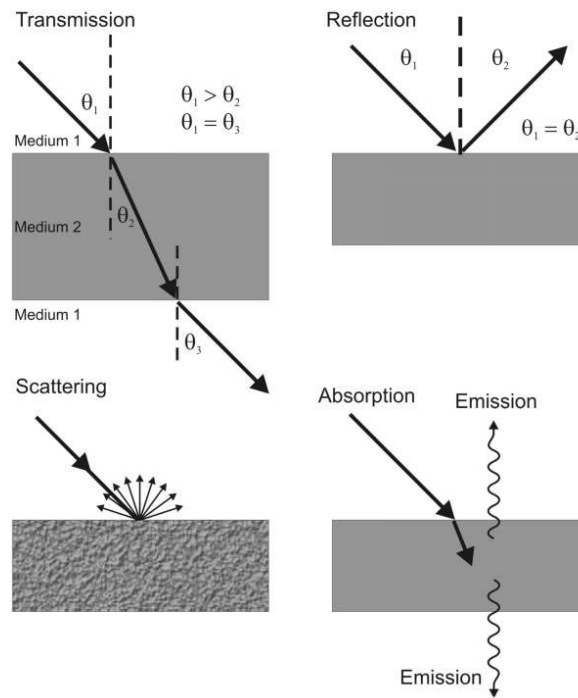 Transmission
θ1
θ1 > θ2
θ1 = θ3
Medium 1
θ2
Medium 2
Medium 1
θ3
Reflection
θ1
θ2
θ1 = θ2
Scattering
Absorption
Emission
Emission